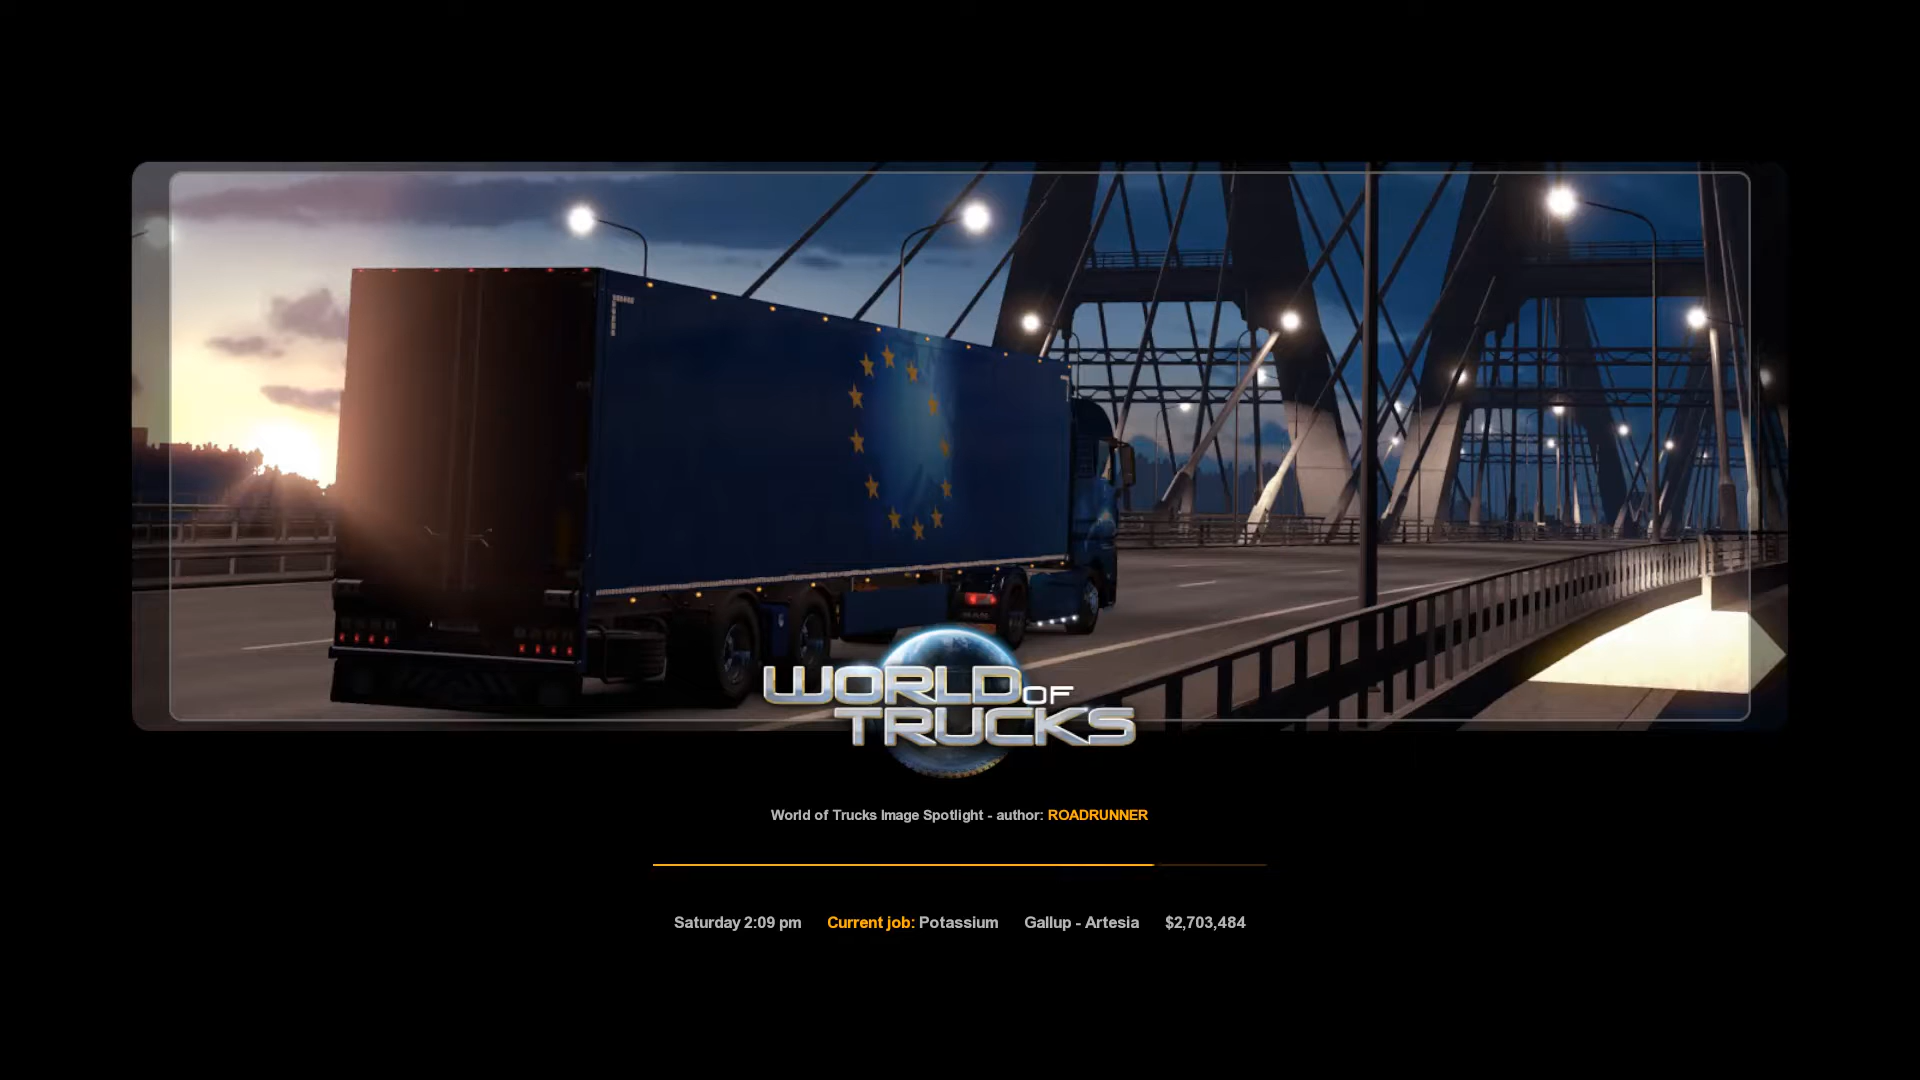 WORLD OF
TRUCKS
World of Trucks Image Spotlight - author: ROADRUNNER
Saturday 2:09 pm Current job: Potassium Gallup - Artesia $2,703,484